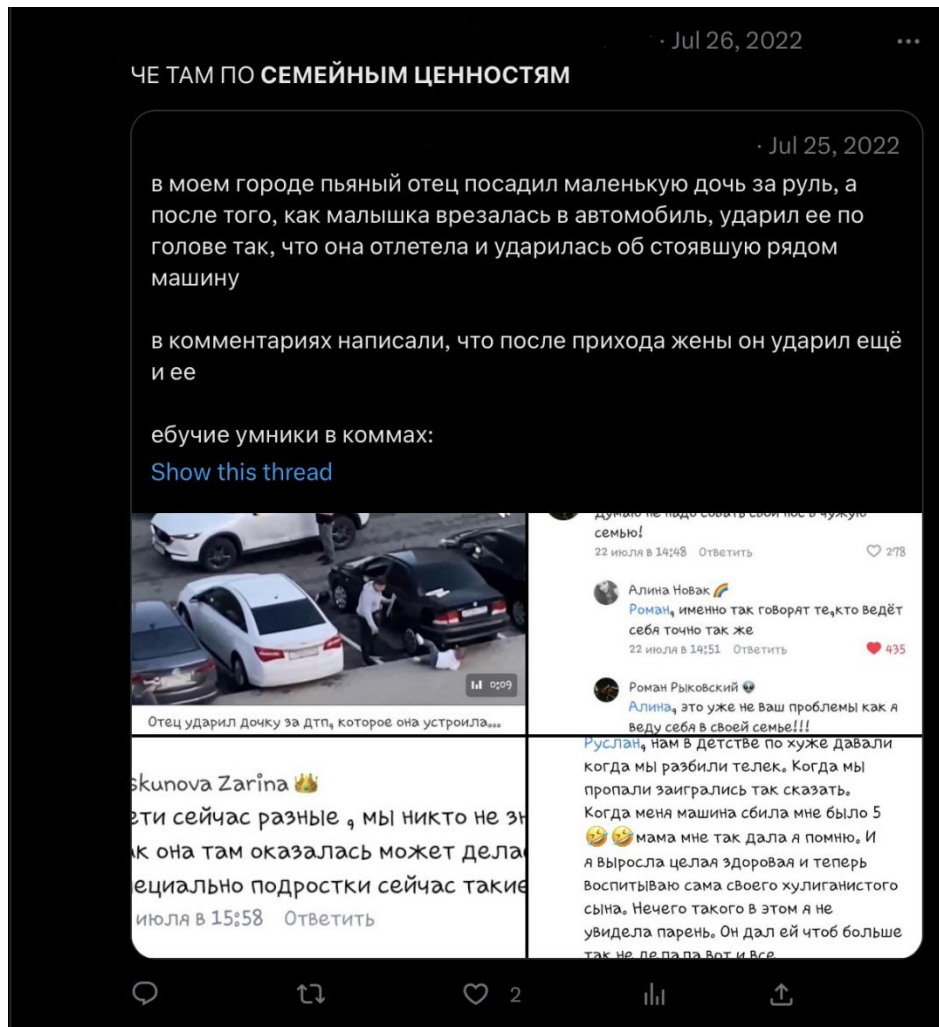 · Jul 26, 2022
ЧЕ ТАМ ПО СЕМЕЙНЫМ ЦЕННОСТЯМ
· Jul 25, 2022
в моем городе пьяный отец посадил маленькую дочь за руль, а
после того, как малышка врезалась в автомобиль, ударил ее по
голове так, что она отлетела и ударилась об стоявшую рядом
машину
в комментариях написали, что после прихода жены он ударил ещё
и ее
ебучие умники в коммах:
Show this thread
0:09
Отец ударил дочку за дтп, которое она устроила...
думаю не надо совать свой нос в чужую
семью!
22 июля в 14:48 Ответить
278
Алина Новак
Роман, именно так говорят те,кто ведёт
себя точно так же
22 июля в 14:51 Ответить
435
Роман Рыковский
Алина, это уже не ваш проблемы как я
веду себя в своей семье!!!
skunova Zarina
ети сейчас разные , мы никто не зн
ак она там оказалась может дела
ециально подростки сейчас такие
июля в 15:58 Ответить
Руслан, нам в детстве по хуже давали
когда мы разбили телек. Когда мы
пропали заигрались так сказать.
Когда меня машина сбила мне было 5
🤣🤣мама мне так дала я помню. И
я выросла целая здоровая и теперь
воспитываю сама своего хулиганистого
сына. Нечего такого в этом я не
увидела парень. Он дал ей чтоб больше
так не делала вот и все
2